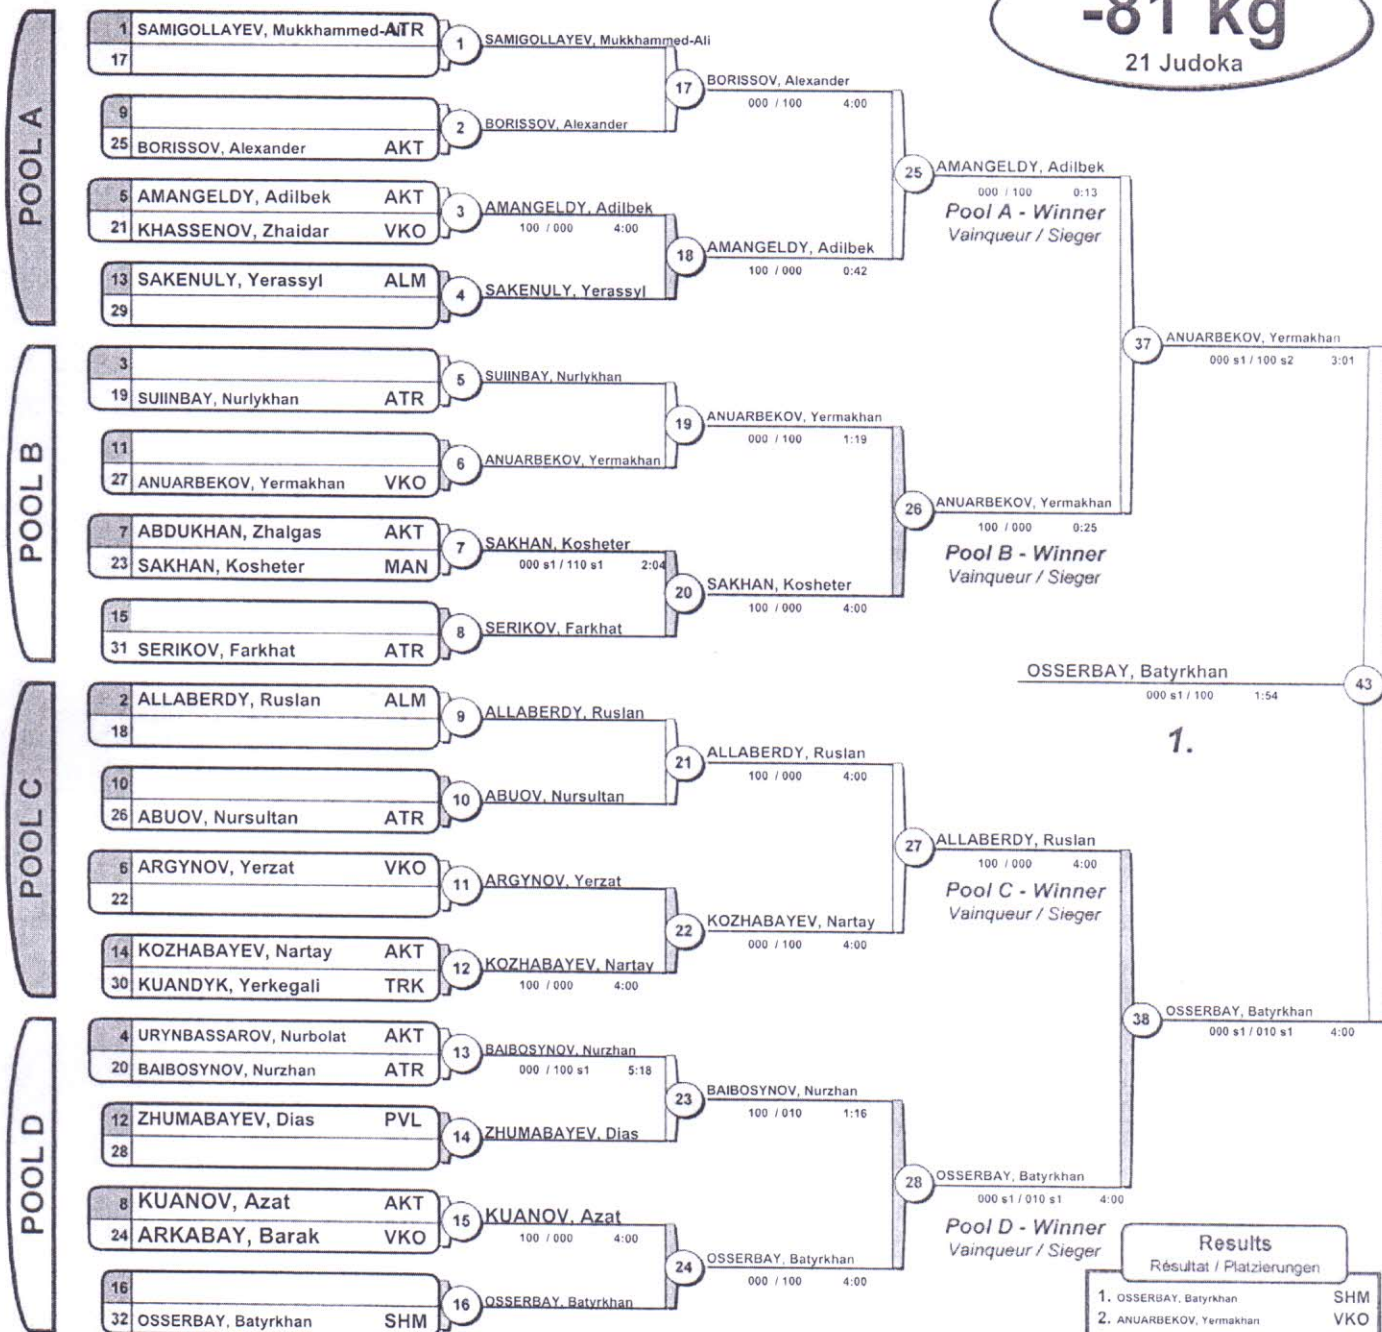 -81 kg
21 Judoka
POOL A
1 SAMIGOLLAYEV, Mukkhammed-Ali ATR
17
9
25 BORISSOV, Alexander AKT
5 AMANGELDY, Adilbek AKT
21 KHASSENOV, Zhaidar VKO
13 SAKENULY, Yerassyl ALM
29
1 SAMIGOLLAYEV, Mukkhammed-Ali
2 BORISSOV, Alexander
3 AMANGELDY, Adilbek
100 / 000 4:00
4 SAKENULY, Yerassyl
17 BORISSOV, Alexander
000 / 100 4:00
18 AMANGELDY, Adilbek
100 / 000 0:42
25 AMANGELDY, Adilbek
000 / 100 0:13
Pool A - Winner
Vainqueur / Sieger
POOL B
3
19 SUIINBAY, Nurlykhan ATR
11
27 ANUARBEKOV, Yermakhan VKO
7 ABDUKHAN, Zhalgas AKT
23 SAKHAN, Kosheter MAN
15
31 SERIKOV, Farkhat ATR
5 SUIINBAY, Nurlykhan
6 ANUARBEKOV, Yermakhan
7 SAKHAN, Kosheter
000 s1 / 110 s1 2:04
8 SERIKOV, Farkhat
19 ANUARBEKOV, Yermakhan
000 / 100 1:19
20 SAKHAN, Kosheter
100 / 000 4:00
26 ANUARBEKOV, Yermakhan
100 / 000 0:25
Pool B - Winner
Vainqueur / Sieger
37 ANUARBEKOV, Yermakhan
000 s1 / 100 s2 3:01
OSSERBAY, Batyrkhan 43
000 s1 / 100 1:54
1.
POOL C
2 ALLABERDY, Ruslan ALM
18
10
26 ABUOV, Nursultan ATR
6 ARGYNOV, Yerzat VKO
22
14 KOZHABAYEV, Nartay AKT
30 KUANDYK, Yerkegali TRK
9 ALLABERDY, Ruslan
10 ABUOV, Nursultan
11 ARGYNOV, Yerzat
12 KOZHABAYEV, Nartay
100 / 000 4:00
21 ALLABERDY, Ruslan
100 / 000 4:00
22 KOZHABAYEV, Nartay
000 / 100 4:00
27 ALLABERDY, Ruslan
100 / 000 4:00
Pool C - Winner
Vainqueur / Sieger
POOL D
4 URYNBASSAROV, Nurbolat AKT
20 BAIBOSYNOV, Nurzhan ATR
12 ZHUMABAYEV, Dias PVL
28
8 KUANOV, Azat AKT
24 ARKABAY, Barak VKO
16
32 OSSERBAY, Batyrkhan SHM
13 BAIBOSYNOV, Nurzhan
000 / 100 s1 5:18
14 ZHUMABAYEV, Dias
15 KUANOV, Azat
100 / 000 4:00
16 OSSERBAY, Batyrkhan
23 BAIBOSYNOV, Nurzhan
100 / 010 1:16
24 OSSERBAY, Batyrkhan
000 / 100 4:00
28 OSSERBAY, Batyrkhan
000 s1 / 010 s1 4:00
Pool D - Winner
Vainqueur / Sieger
38 OSSERBAY, Batyrkhan
000 s1 / 010 s1 4:00
Results
Résultat / Platzierungen
1. OSSERBAY, Batyrkhan SHM
2. ANUARBEKOV, Yermakhan VKO